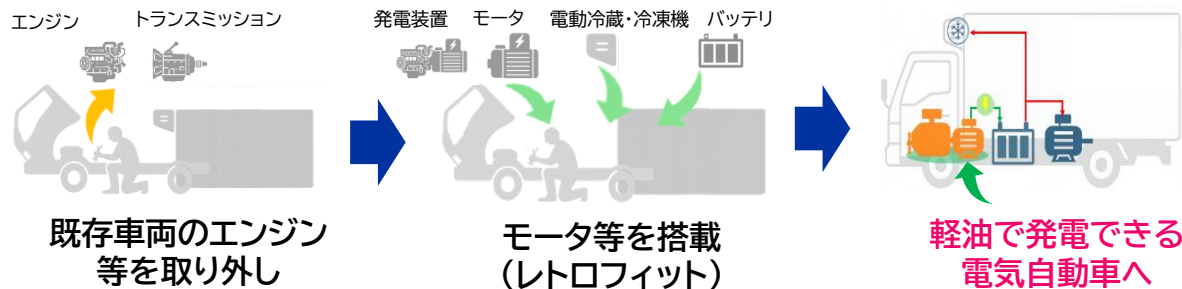 エンジン
トランスミッション
発電装置
モータ
電動冷蔵・冷凍機
バッテリ
既存車両のエンジン
等を取り外し
モータ等を搭載
（レトロフィット）
軽油で発電できる
電気自動車へ